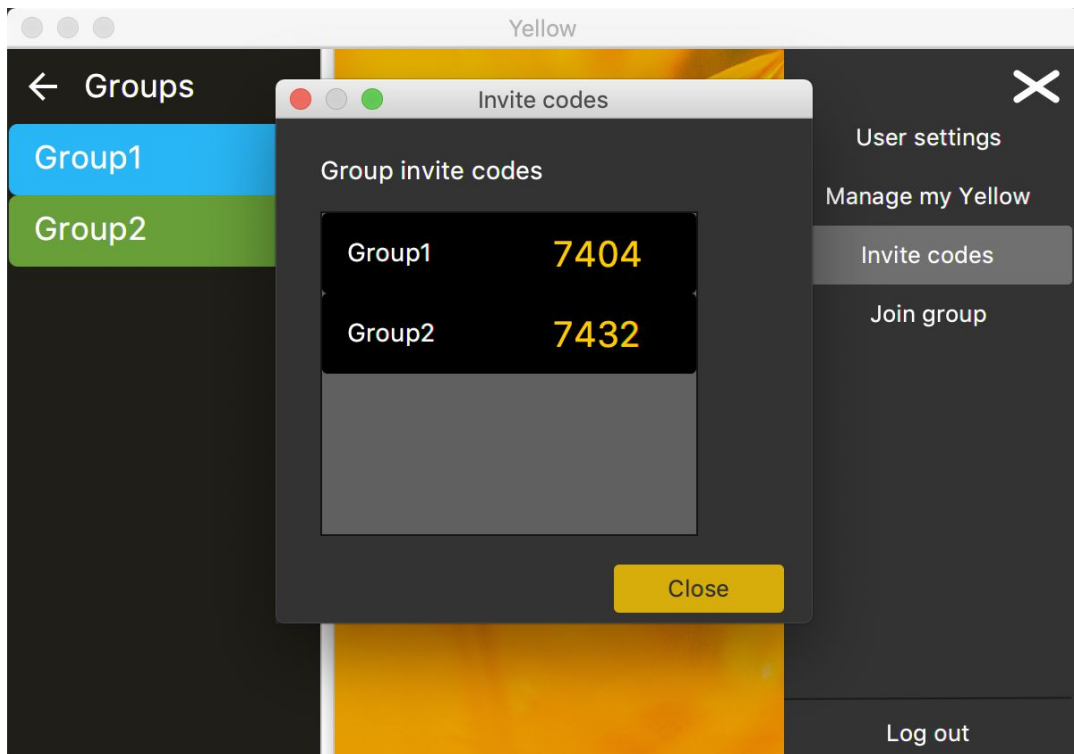 Yellow
Groups
Group1
Group2
Invite codes
Group invite codes
Group1 7404
Group2 7432
Close
User settings
Manage my Yellow
Invite codes
Join group
Log out